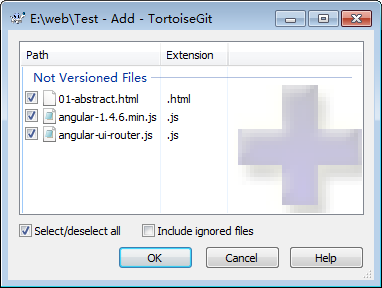 E:\web\Test - Add - TortoiseGit
Path Extension
Not Versioned Files
01-abstract.html .html
angular-1.4.6.min.js .js
angular-ui-router.js .js
Select/deselect all Include ignored files
OK Cancel Help